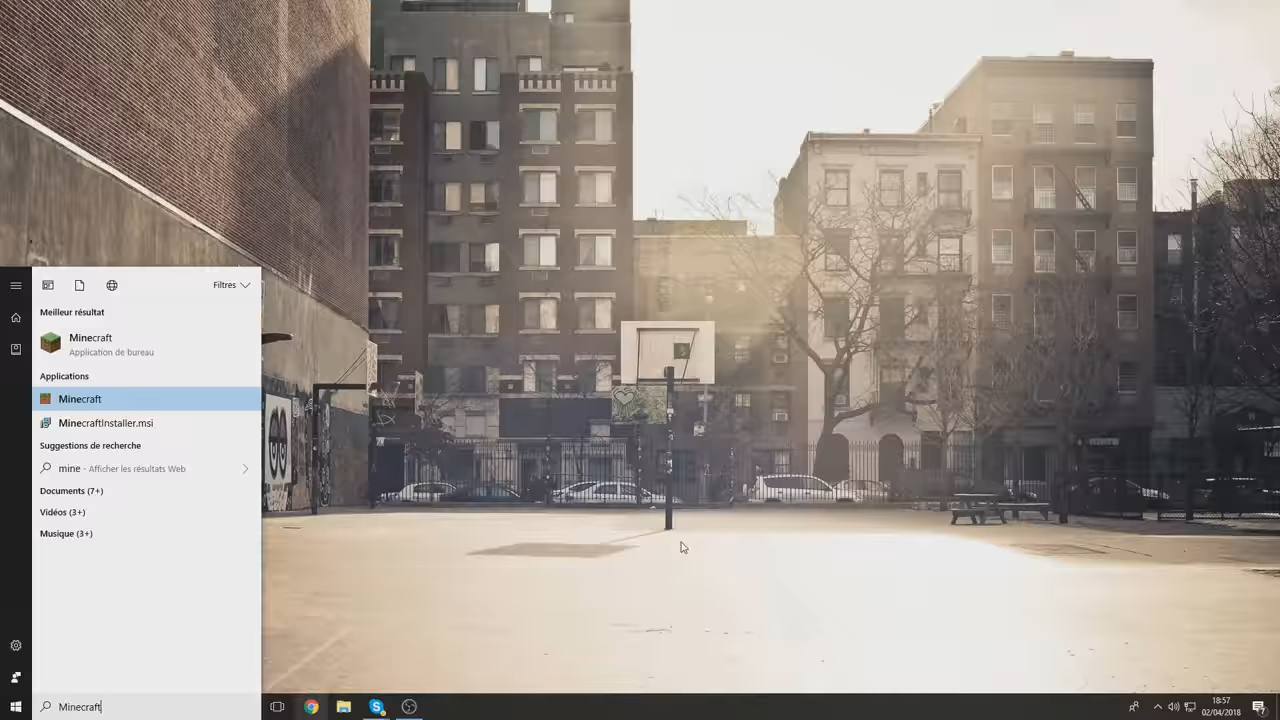 Filtres
Meilleur résultat
Minecraft
Application de bureau
Applications
Minecraft
MinecraftInstaller.msi
Suggestions de recherche
mine - Afficher les résultats Web
Documents (7+)
Vidéos (3+)
Musique (3+)
Minecraft
18:57
02/04/2018